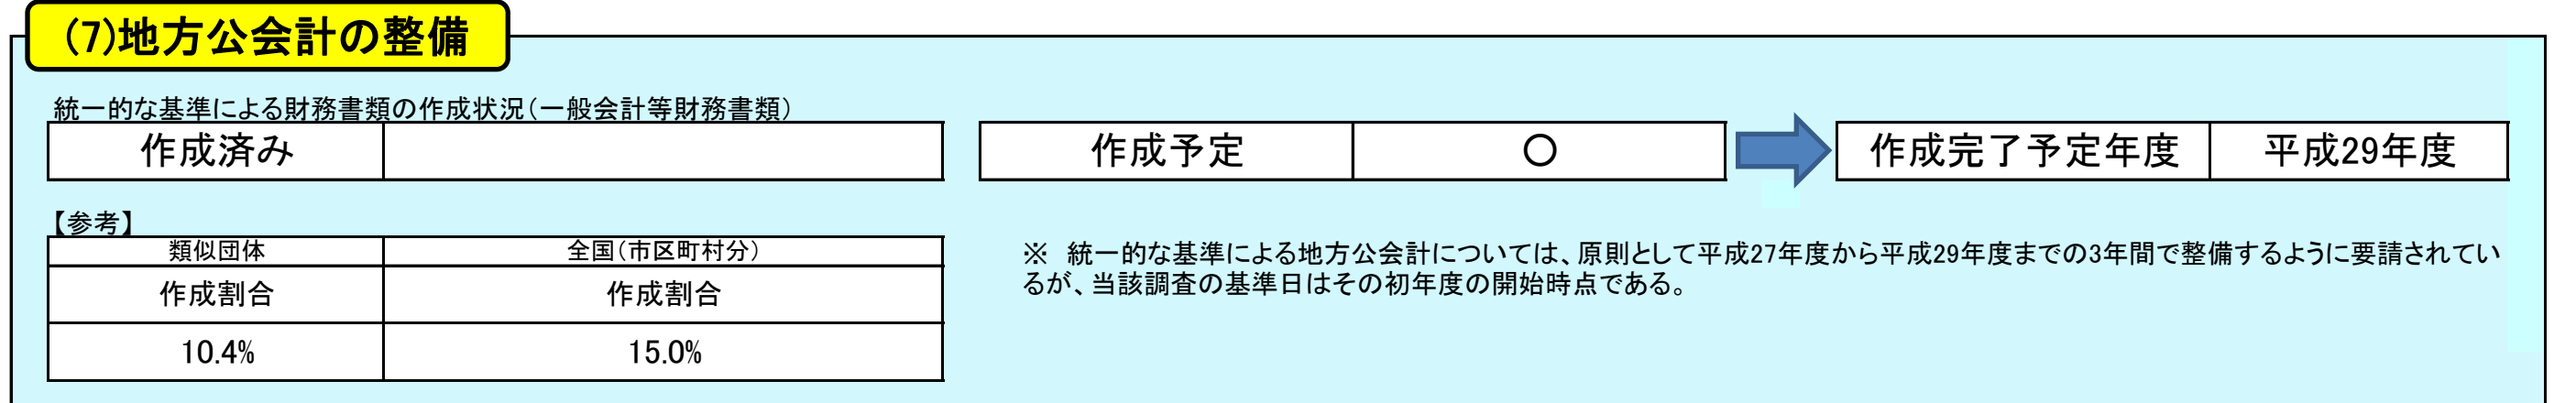 (7)地方公会計の整備
統一的な基準による財務書類の作成状況(一般会計等財務書類)
作成済み
作成予定 〇
作成完了予定年度 平成29年度
【参考】
類似団体 全国(市区町村分)
作成割合 作成割合
10.4% 15.0%
※ 統一的な基準による地方公会計については、原則として平成27年度から平成29年度までの3年間で整備するように要請されてい
るが、当該調査の基準日はその初年度の開始時点である。